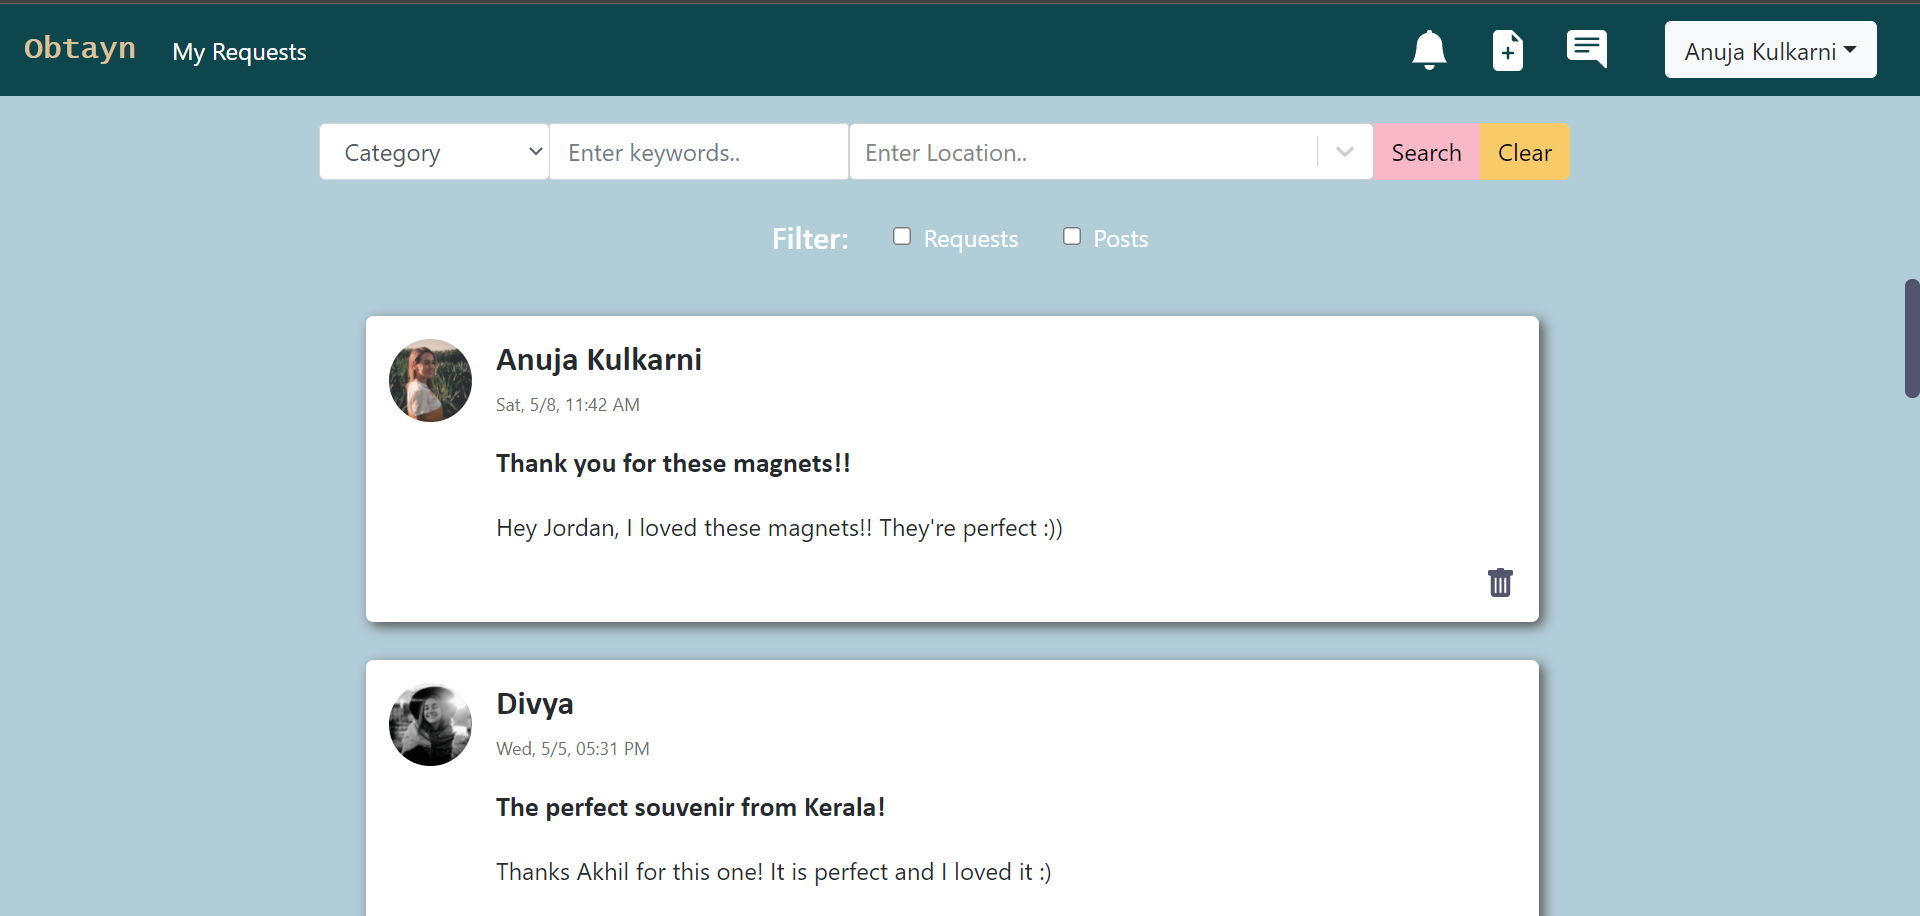 Obtayn
My Requests
Anuja Kulkarni
Category
Enter keywords..
Enter Location..
Search
Clear
Filter:
Requests
Posts
Anuja Kulkarni
Sat, 5/8, 11:42 AM
Thank you for these magnets!!
Hey Jordan, I loved these magnets!! They're perfect :))
Divya
Wed, 5/5, 05:31 PM
The perfect souvenir from Kerala!
Thanks Akhil for this one! It is perfect and I loved it :)